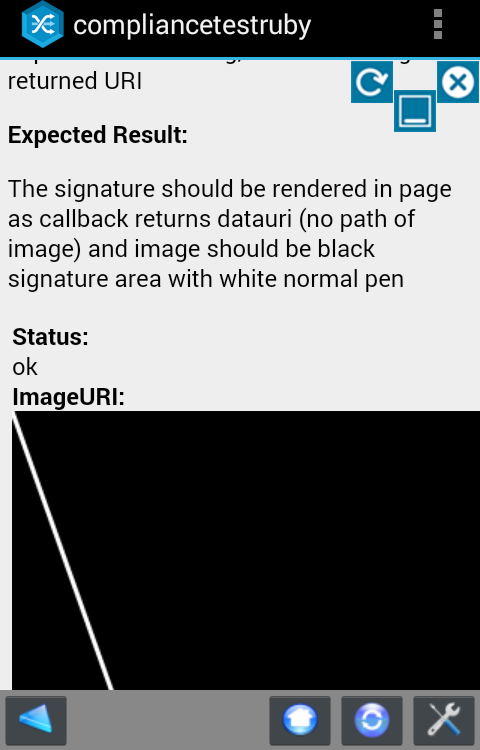 compliancetestruby
returned URI
Expected Result:
The signature should be rendered in page
as callback returns datauri (no path of
image) and image should be black
signature area with white normal pen
Status:
ok
ImageURI: